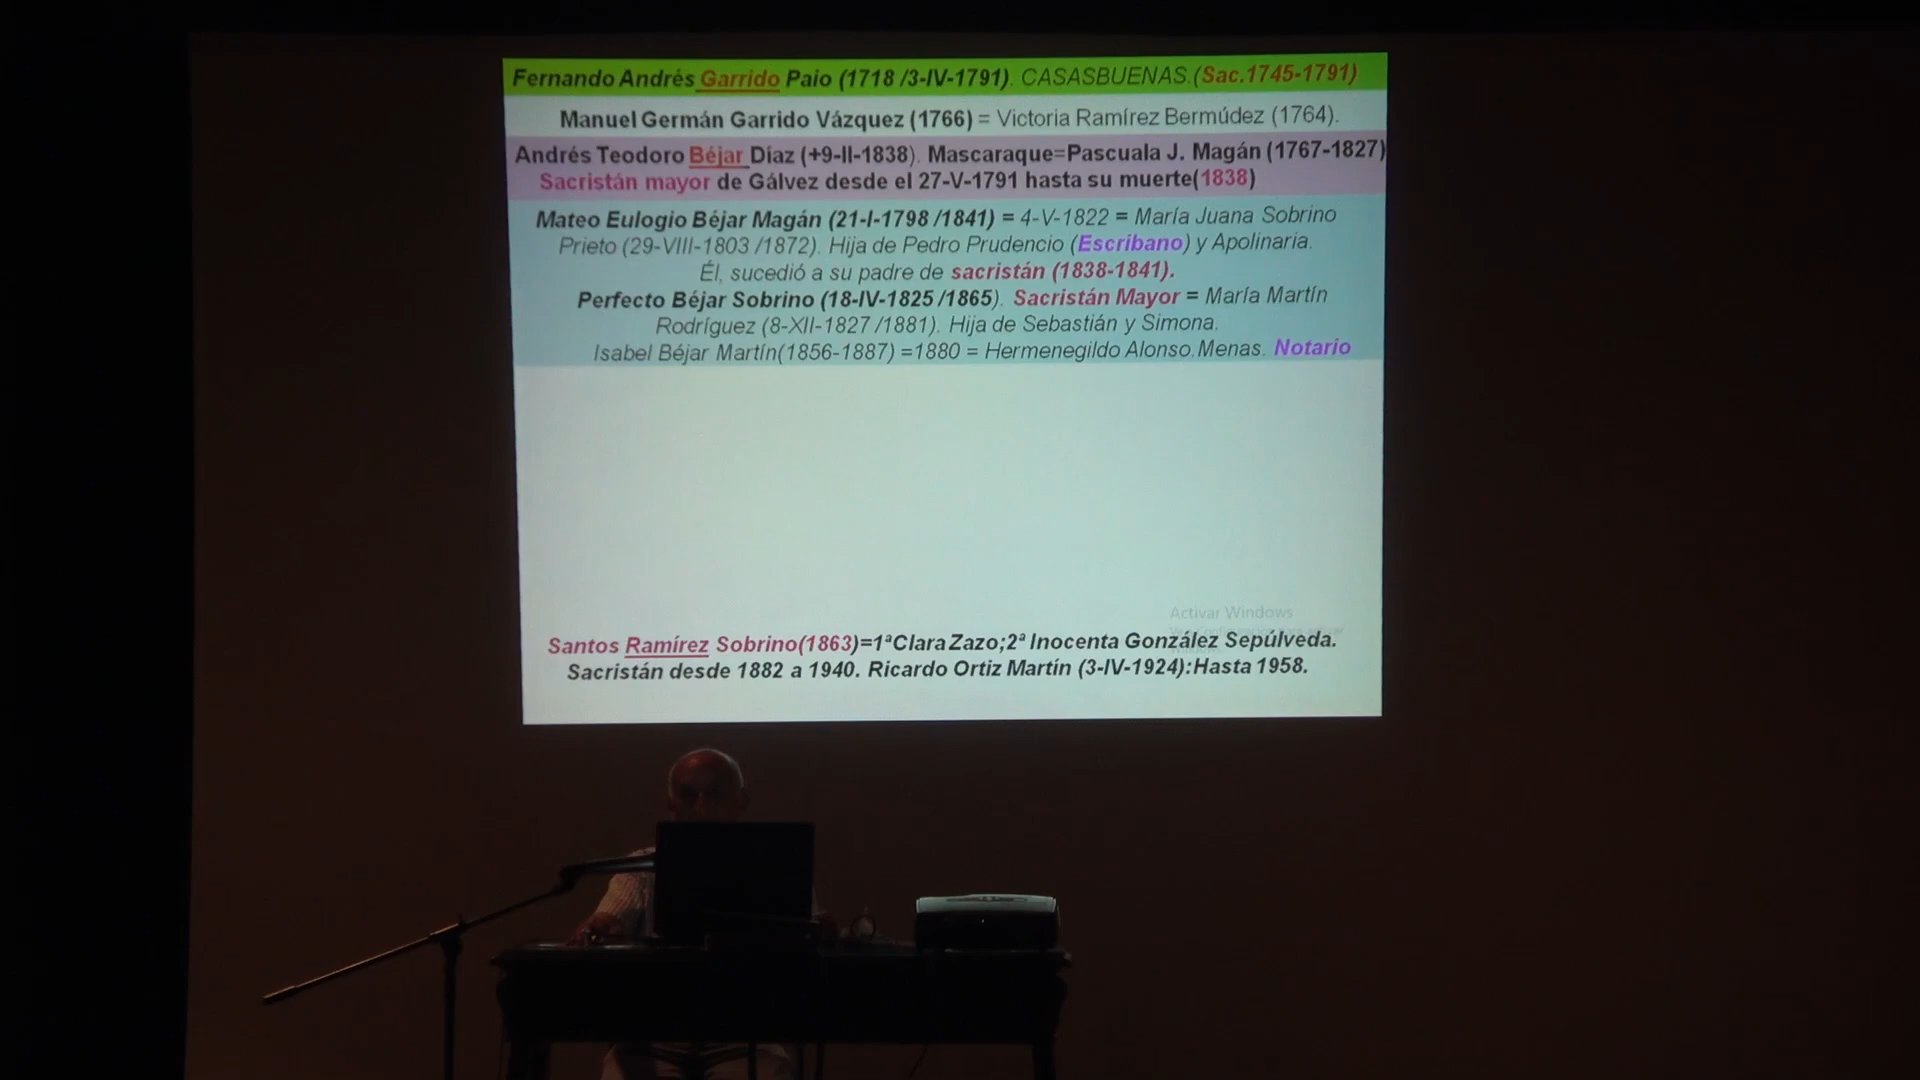 Fernando Andrés Garrido Paio (1718 /3-IV-1791). CASASBUENAS.(Sac.1745-1791)
Manuel Germán Garrido Vázquez (1766) = Victoria Ramírez Bermúdez (1764).
Andrés Teodoro Béjar Díaz (+9-II-1838). Mascaraque=Pascuala J. Magán (1767-1827)
Sacristán mayor de Gálvez desde el 27-V-1791 hasta su muerte(1838)
Mateo Eulogio Béjar Magán (21-I-1798 /1841) = 4-V-1822 = María Juana Sobrino
Prieto (29-VIII-1803 /1872). Hija de Pedro Prudencio (Escribano) y Apolinaria.
Él, sucedió a su padre de sacristán (1838-1841).
Perfecto Béjar Sobrino (18-IV-1825 /1865). Sacristán Mayor = María Martín
Rodríguez (8-XII-1827 /1881). Hija de Sebastián y Simona.
Isabel Béjar Martín(1856-1887) =1880 = Hermenegildo Alonso.Menas. Notario
Activar Windows
Santos Ramírez Sobrino(1863)=1ªClara Zazo;2ª Inocenta González Sepúlveda.
Sacristán desde 1882 a 1940. Ricardo Ortiz Martín (3-IV-1924):Hasta 1958.